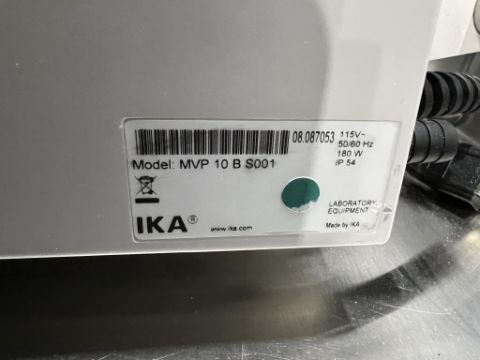 08.087053
115V~
50/60 Hz
180 W
IP 54
Model: MVP 10 B S001
LABORATORY
EQUIPMENT
IKA®
www.ika.com
Made by IKA